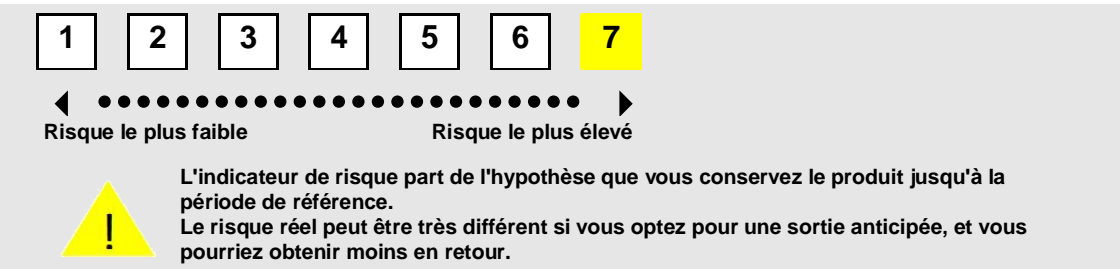 1 2 3 4 5 6 7
Risque le plus faible Risque le plus élevé
L'indicateur de risque part de l'hypothèse que vous conservez le produit jusqu'à la
période de référence.
Le risque réel peut être très différent si vous optez pour une sortie anticipée, et vous
pourriez obtenir moins en retour.
!